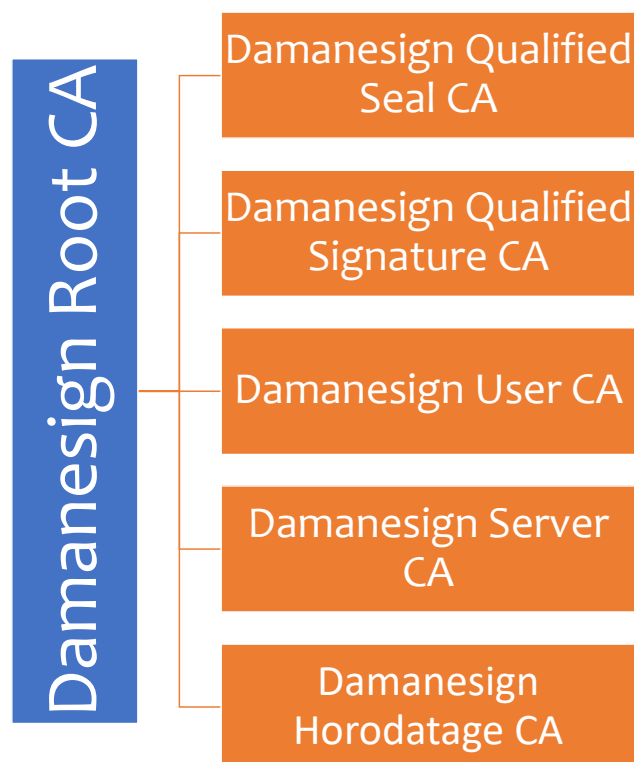 Damanesign Root CA
Damanesign Qualified
Seal CA
Damanesign Qualified
Signature CA
Damanesign User CA
Damanesign Server
CA
Damanesign
Horodatage CA